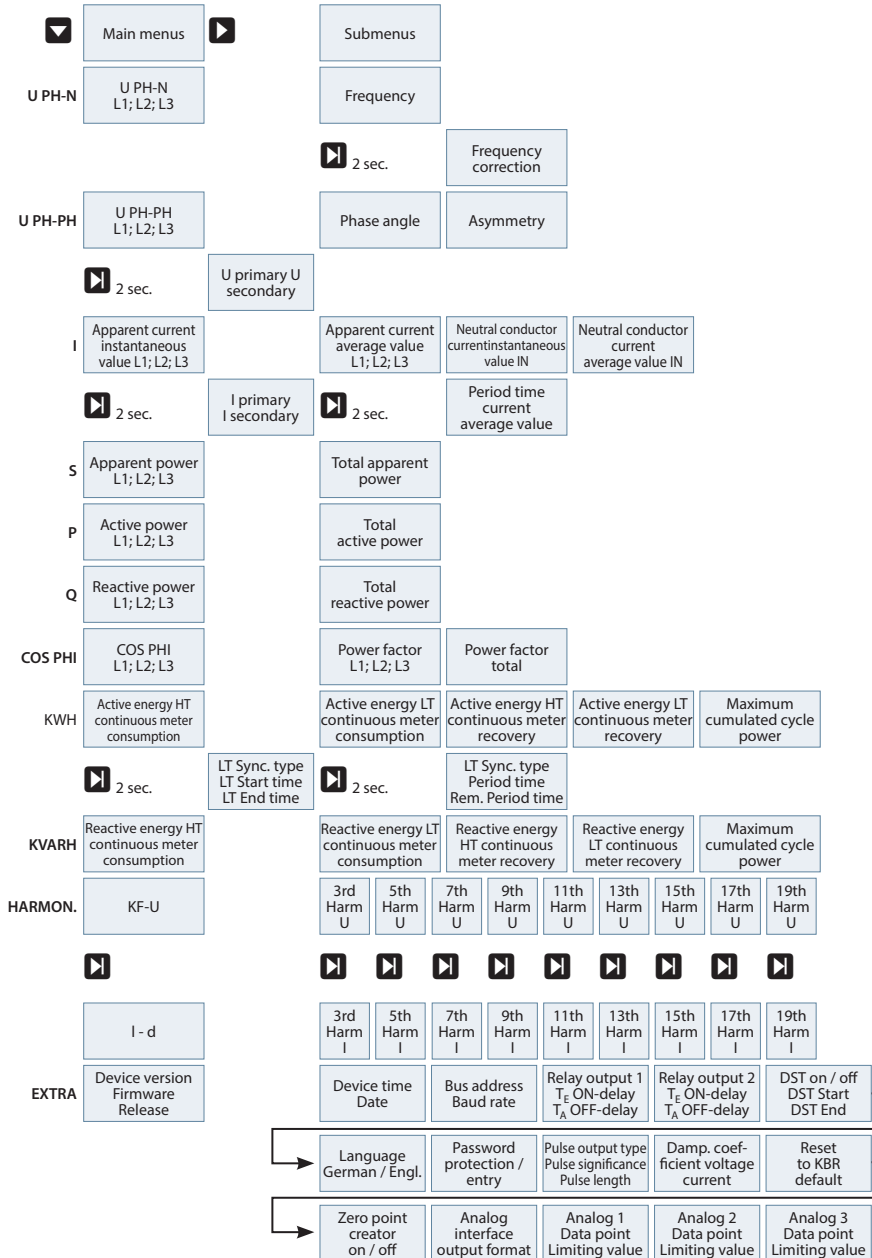 Main menus
Submenus
U PH-N
U PH-N
L1; L2; L3
Frequency
2 sec.
Frequency
correction
U PH-PH
U PH-PH
L1; L2; L3
Phase angle
Asymmetry
2 sec.
U primary U
secondary
I
Apparent current
instantaneous
value L1; L2; L3
Apparent current
average value
L1; L2; L3
Neutral conductor
currentinstantaneous
value IN
Neutral conductor
current
average value IN
2 sec.
I primary
I secondary
2 sec.
Period time
current
average value
S
Apparent power
L1; L2; L3
Total apparent
power
P
Active power
L1; L2; L3
Total
active power
Q
Reactive power
L1; L2; L3
Total
reactive power
COS PHI
COS PHI
L1; L2; L3
Power factor
L1; L2; L3
Power factor
total
KWH
Active energy HT
continuous meter
consumption
Active energy LT
continuous meter
consumption
Active energy HT
continuous meter
recovery
Active energy LT
continuous meter
recovery
Maximum
cumulated cycle
power
2 sec.
LT Sync. type
LT Start time
LT End time
2 sec.
LT Sync. type
Period time
Rem. Period time
KVARH
Reactive energy HT
continuous meter
consumption
Reactive energy LT
continuous meter
consumption
Reactive energy
HT continuous
meter recovery
Reactive energy
LT continuous
meter recovery
Maximum
cumulated cycle
power
HARMON.
KF-U
3rd
Harm
U
5th
Harm
U
7th
Harm
U
9th
Harm
U
11th
Harm
U
13th
Harm
U
15th
Harm
U
17th
Harm
U
19th
Harm
U
I - d
3rd
Harm
I
5th
Harm
I
7th
Harm
I
9th
Harm
I
11th
Harm
I
13th
Harm
I
15th
Harm
I
17th
Harm
I
19th
Harm
I
EXTRA
Device version
Firmware
Release
Device time
Date
Bus address
Baud rate
Relay output 1
TE ON-delay
TA OFF-delay
Relay output 2
TE ON-delay
TA OFF-delay
DST on / off
DST Start
DST End
Language
German / Engl.
Password
protection /
entry
Pulse output type
Pulse significance
Pulse length
Damp. coef-
ficient voltage
current
Reset
to KBR
default
Zero point
creator
on / off
Analog
interface
output format
Analog 1
Data point
Limiting value
Analog 2
Data point
Limiting value
Analog 3
Data point
Limiting value